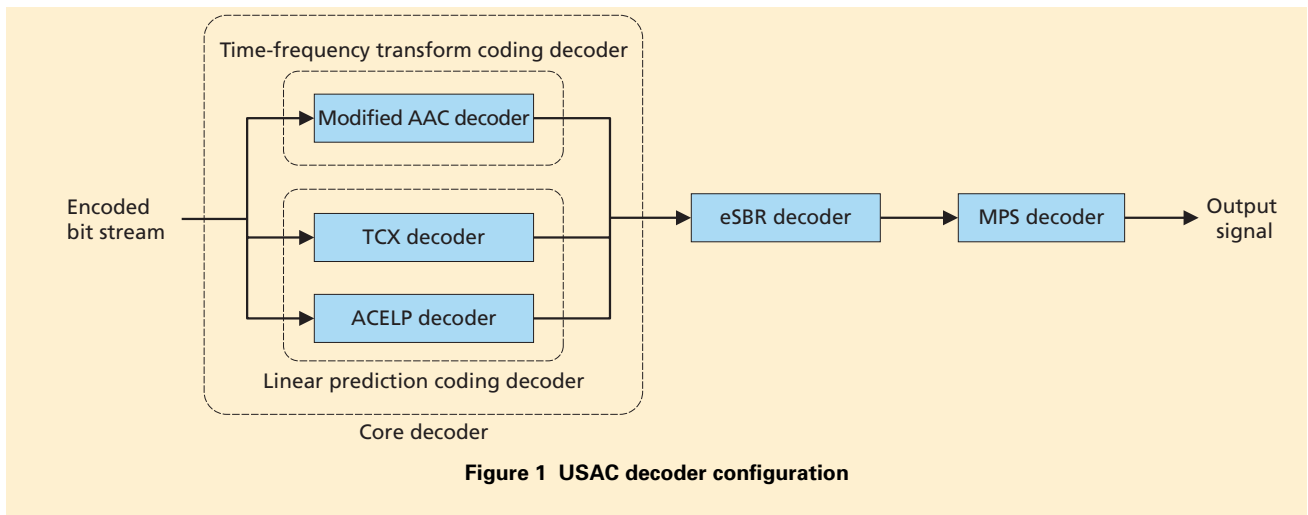 Time-frequency transform coding decoder
Modified AAC decoder
Encoded
bit stream
TCX decoder
ACELP decoder
Linear prediction coding decoder
Core decoder
eSBR decoder
MPS decoder
Output
signal
Figure 1 USAC decoder configuration